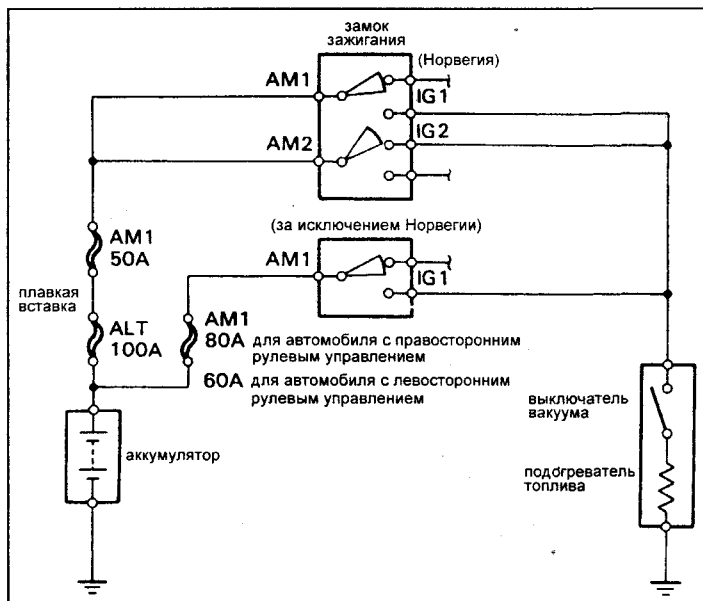 замок
зажигания
(Норвегия)
AM1
IG1
AM2
IG2
(за исключением Норвегии)
AM1
IG1
AM1
50A
плавкая
вставка
ALT
100A
AM1
80A для автомобиля с правосторонним
рулевым управлением
60A для автомобиля с левосторонним
рулевым управлением
выключатель
вакуума
аккумулятор
подогреватель
топлива